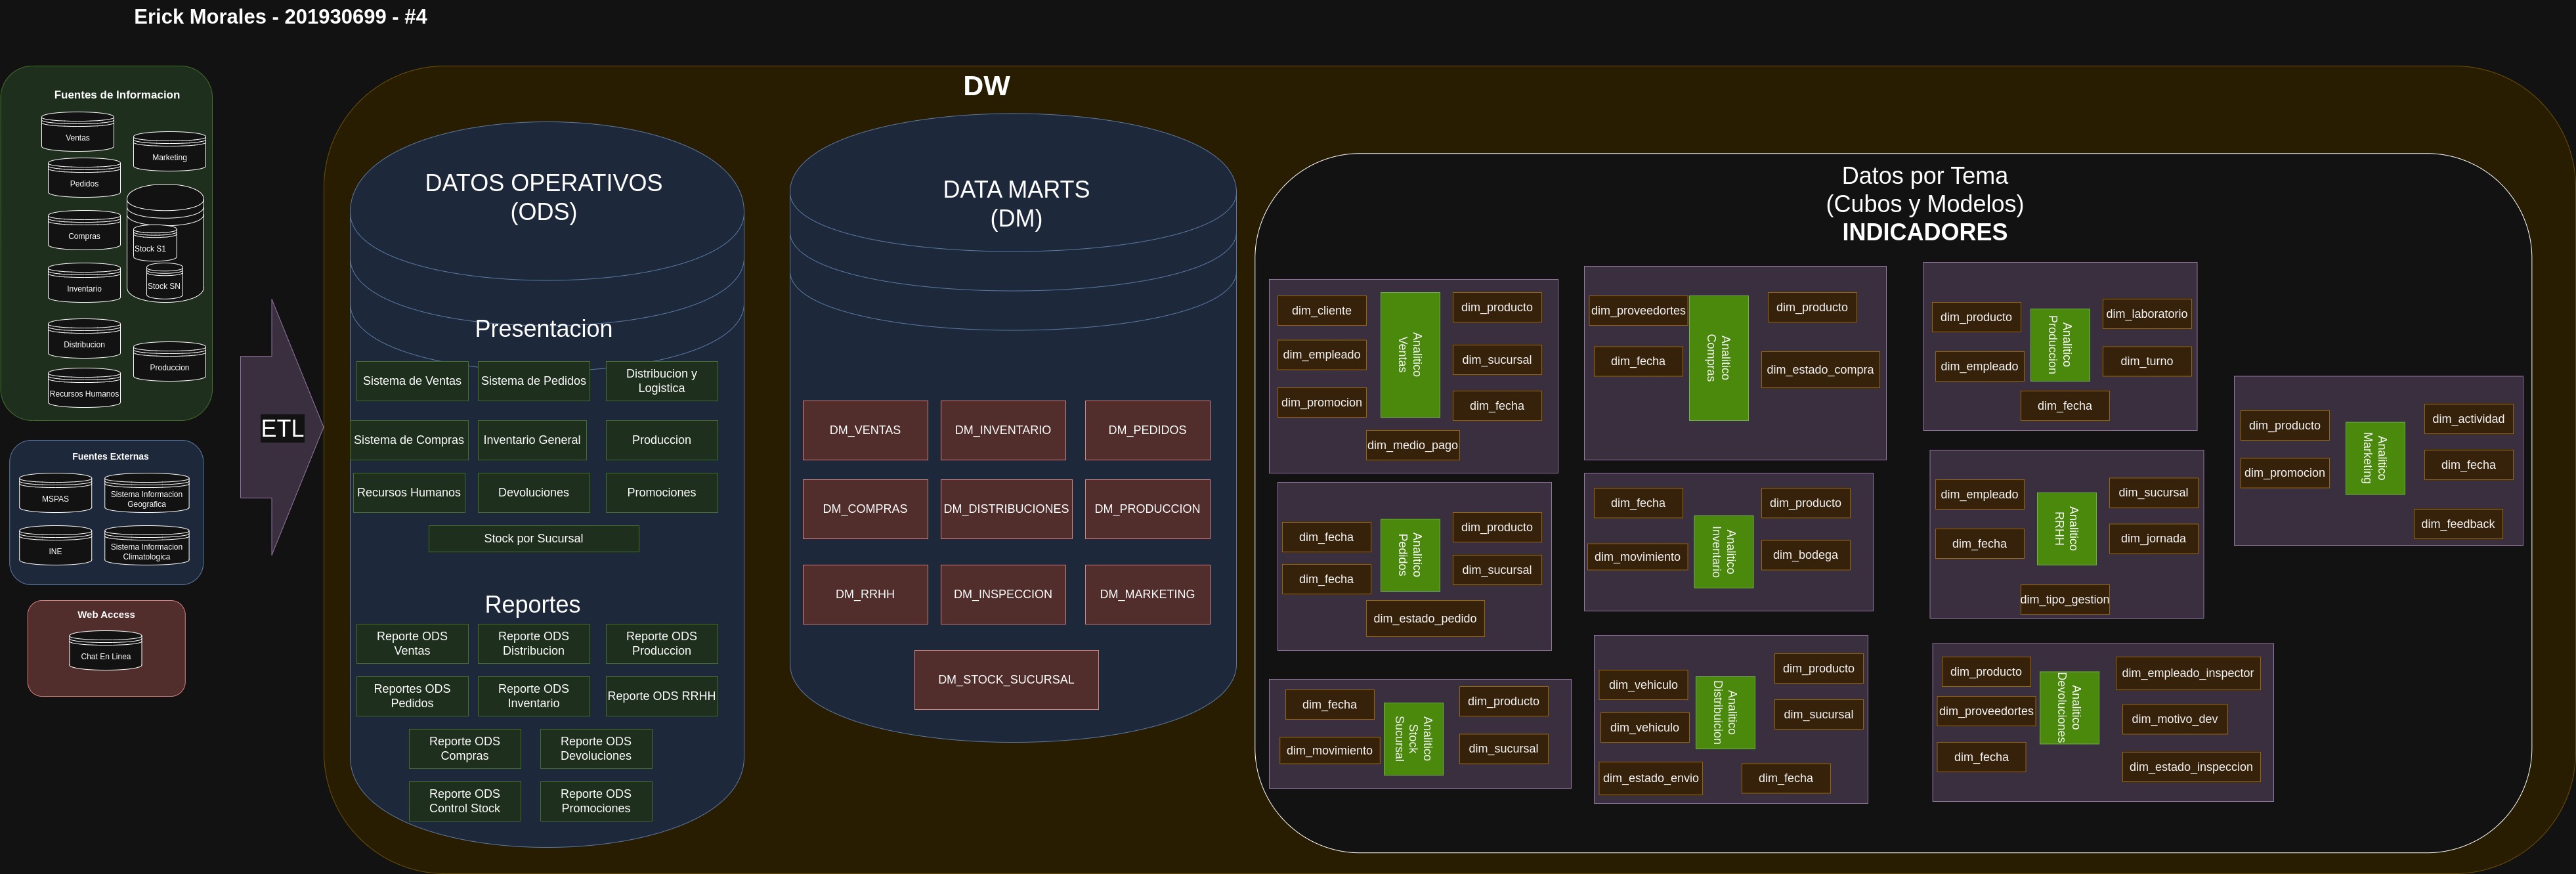 Erick Morales - 201930699 - #4
Fuentes de Informacion
Ventas
Marketing
Pedidos
Compras
Stock S1
Inventario
Stock SN
Distribucion
Produccion
Recursos Humanos
Fuentes Externas
MSPAS
Sistema Informacion
Geografica
INE
Sistema Informacion
Climatologica
Web Access
Chat En Linea
ETL
DW
DATOS OPERATIVOS
(ODS)
Presentacion
Sistema de Ventas
Sistema de Pedidos
Distribucion y
Logistica
Sistema de Compras
Inventario General
Produccion
Recursos Humanos
Devoluciones
Promociones
Stock por Sucursal
Reportes
Reporte ODS
Ventas
Reporte ODS
Distribucion
Reporte ODS
Produccion
Reportes ODS
Pedidos
Reporte ODS
Inventario
Reporte ODS RRHH
Reporte ODS
Compras
Reporte ODS
Devoluciones
Reporte ODS
Control Stock
Reporte ODS
Promociones
DATA MARTS
(DM)
DM_VENTAS
DM_INVENTARIO
DM_PEDIDOS
DM_COMPRAS
DM_DISTRIBUCIONES
DM_PRODUCCION
DM_RRHH
DM_INSPECCION
DM_MARKETING
DM_STOCK_SUCURSAL
Datos por Tema
(Cubos y Modelos)
INDICADORES
dim_cliente
dim_empleado
dim_promocion
Analitico
Ventas
dim_producto
dim_sucursal
dim_fecha
dim_medio_pago
dim_proveedortes
dim_fecha
Analitico
Compras
dim_producto
dim_estado_compra
dim_producto
dim_empleado
Analitico
Produccion
dim_laboratorio
dim_turno
dim_fecha
dim_producto
dim_promocion
Analitico
Marketing
dim_actividad
dim_fecha
dim_feedback
dim_fecha
dim_fecha
Analitico
Pedidos
dim_producto
dim_sucursal
dim_estado_pedido
dim_fecha
dim_movimiento
Analitico
Inventario
dim_producto
dim_bodega
dim_empleado
dim_fecha
Analitico
RRHH
dim_sucursal
dim_jornada
dim_tipo_gestion
dim_fecha
dim_movimiento
Analitico
Stock
Sucursal
dim_producto
dim_sucursal
dim_vehiculo
dim_vehiculo
dim_estado_envio
Analitico
Distribuicion
dim_producto
dim_sucursal
dim_fecha
dim_producto
dim_proveedortes
dim_fecha
Analitico
Devoluciones
dim_empleado_inspector
dim_motivo_dev
dim_estado_inspeccion